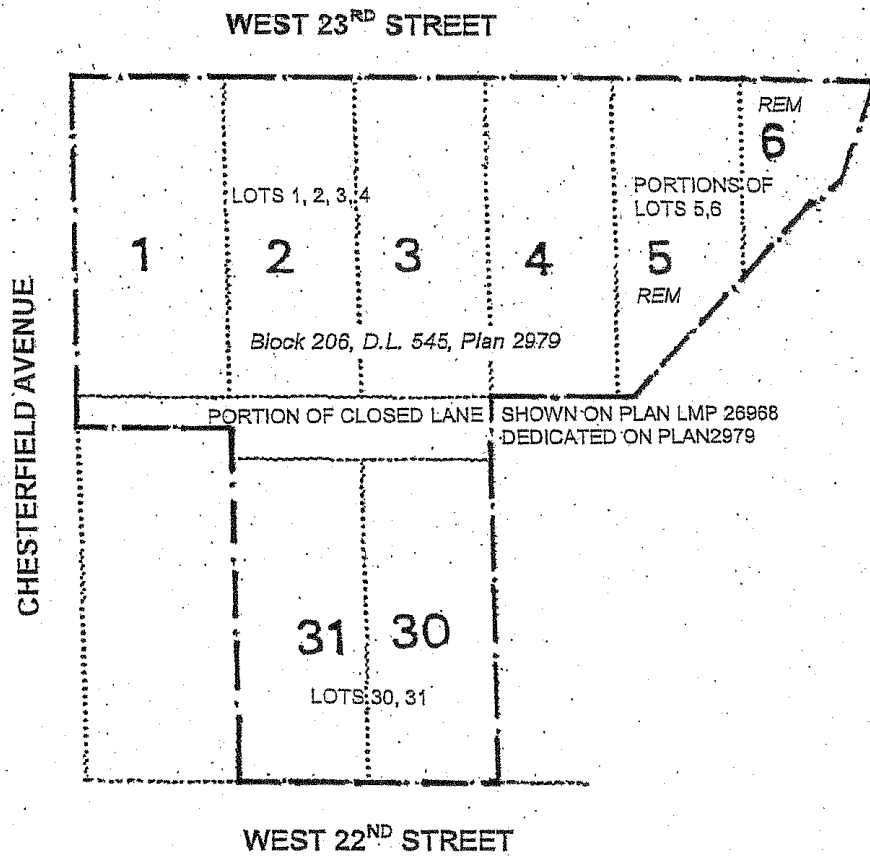 WEST 23RD STREET
REM
6
LOTS 1, 2, 3, 4
PORTIONS OF
LOTS 5,6
1
2
3
4
5
REM
CHESTERFIELD AVENUE
Block 206, D.L. 545, Plan 2979
PORTION OF CLOSED LANE
SHOWN ON PLAN LMP 26968
DEDICATED ON PLAN2979
31
30
LOTS 30, 31
WEST 22ND STREET